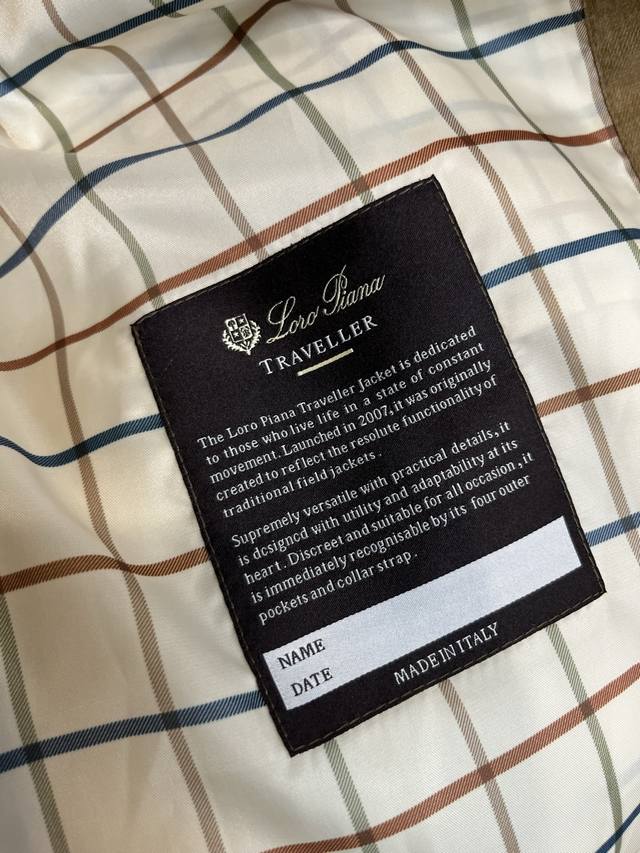 Loro Piana
TRAVELLER
The Loro Piana Traveller Jacket is dedicated
to those who live life in a state of constant
movement. Launched in 2007, it was originally
created to reflect the resolute functionality of
traditional field jackets.
Supremely versatile with practical details, it
is designed with utility and adaptability at its
heart. Discreet and suitable for all occasion, it
is immediately recognisable by its four outer
pockets and collar strap.
NAME
DATE
MADE IN ITALY